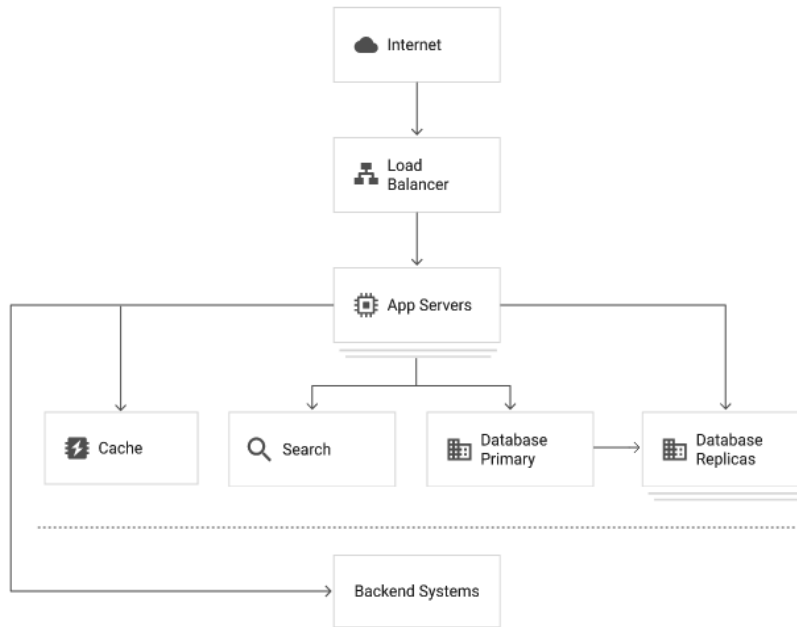 Internet
Load
Balancer
App Servers
Cache
Search
Database
Primary
Database
Replicas
Backend Systems